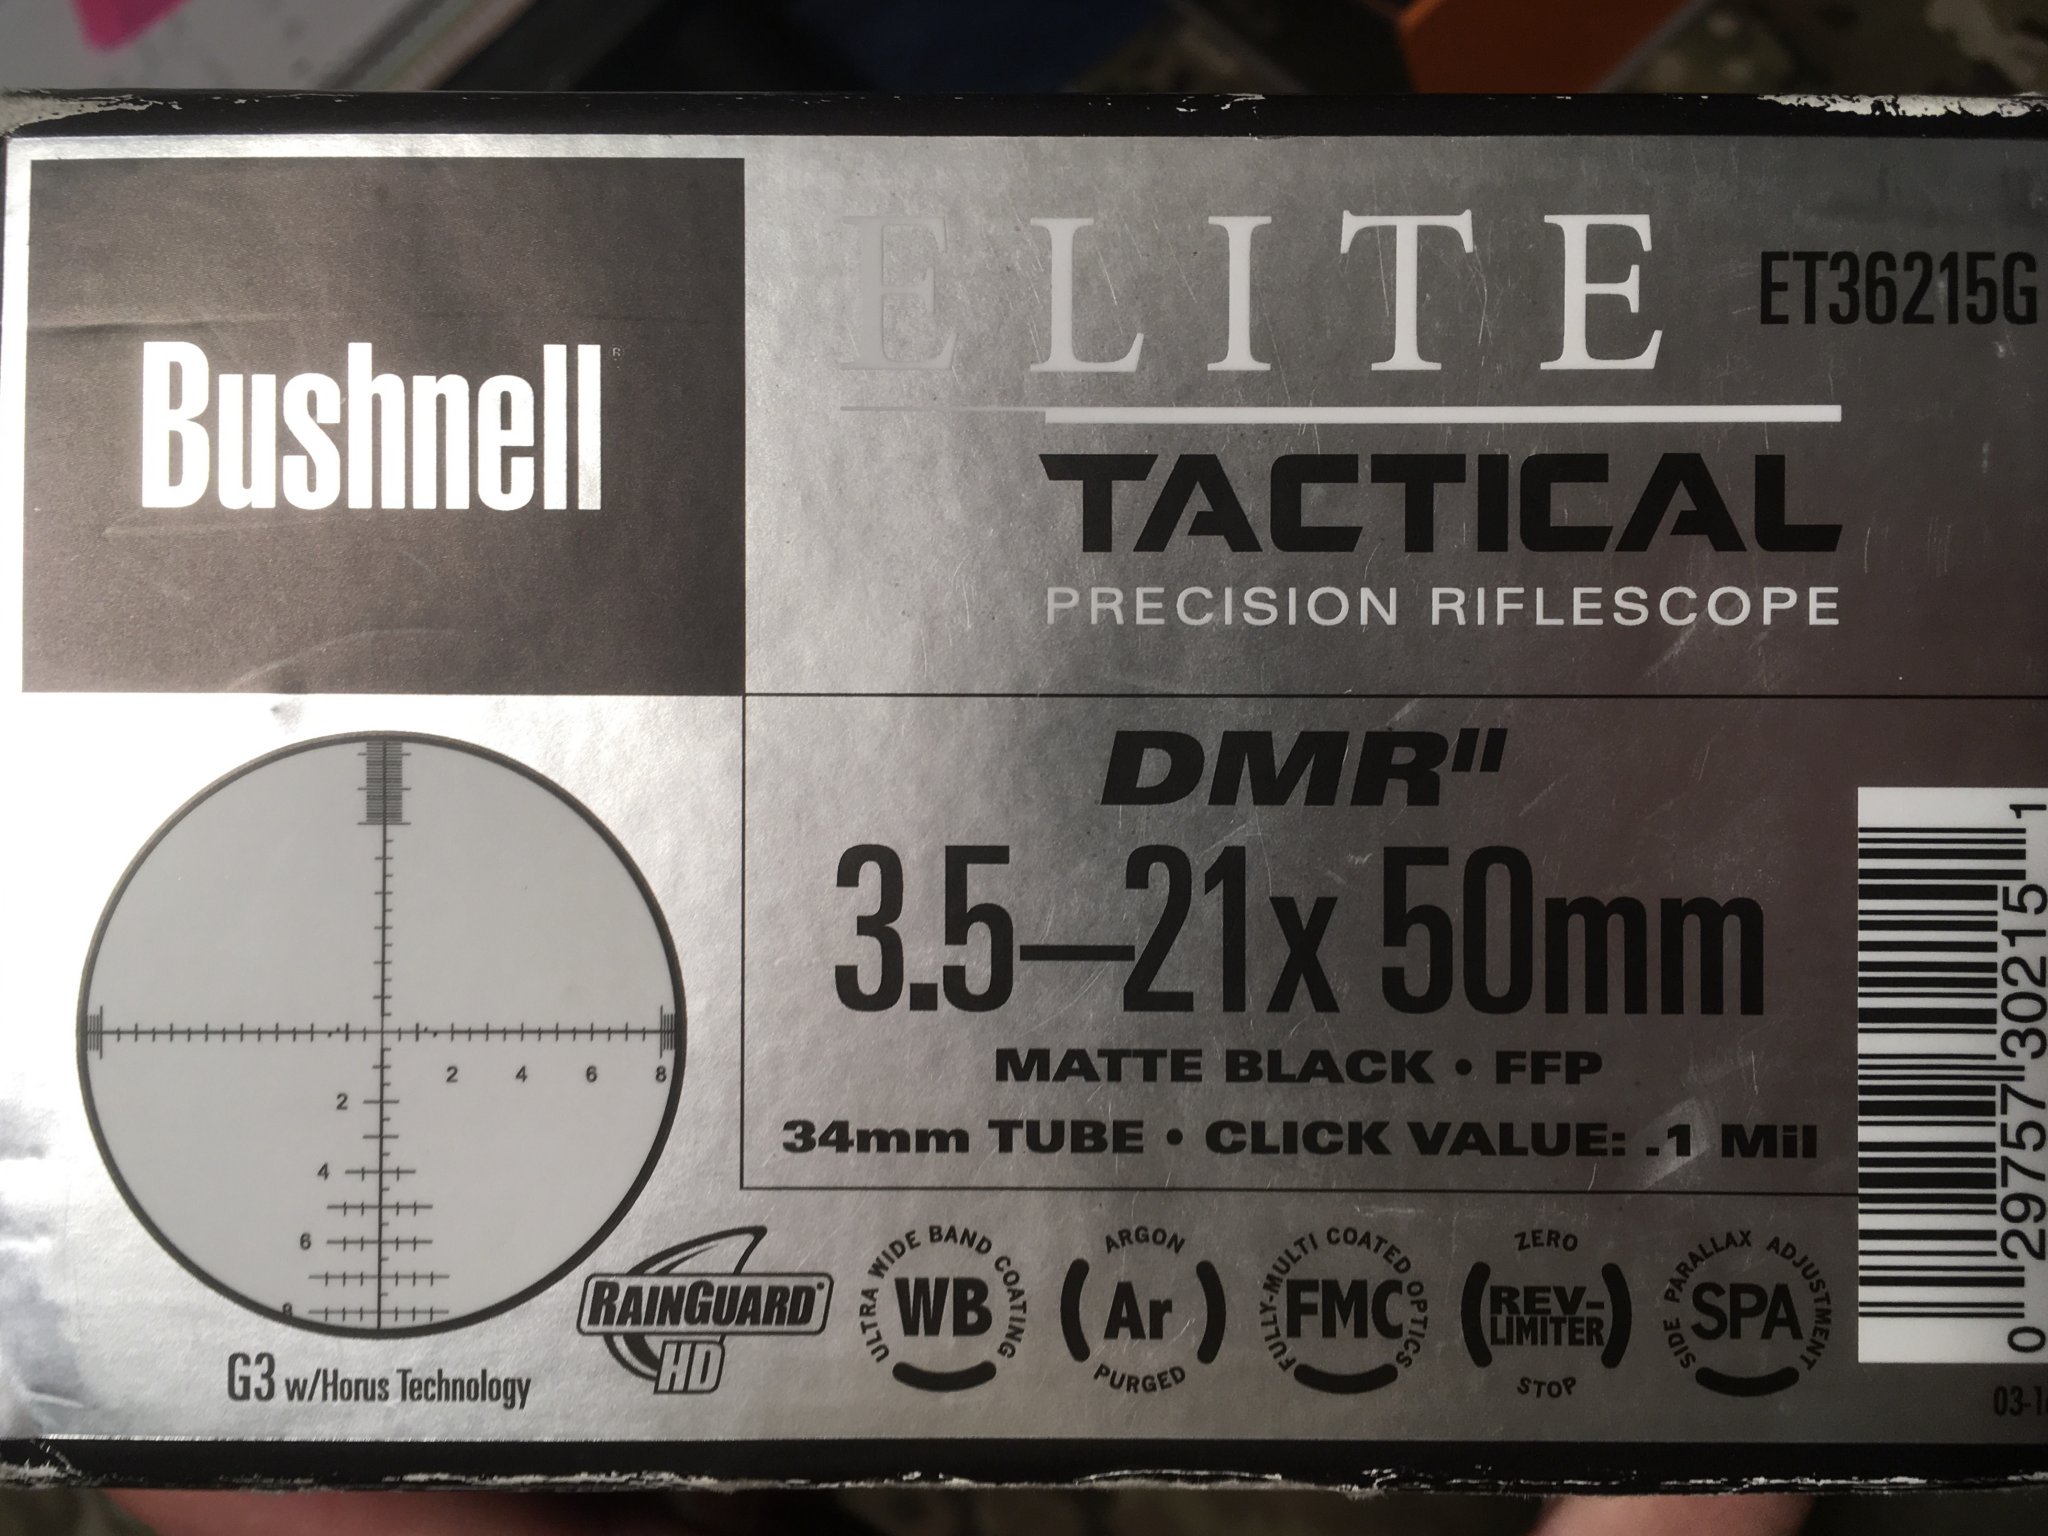 Bushnell®
ELITE
ET36215G
TACTICAL
PRECISION RIFLESCOPE
DMR"
3.5–21x 50mm
MATTE BLACK • FFP
34mm TUBE • CLICK VALUE: .1 Mil
2 4 6 8
2
4
6
8
G3 w/Horus Technology
RAINGUARD®
HD
ULTRA WIDE BAND COATING
WB
ARGON
Ar
PURGED
FULLY-MULTI COATED OPTICS
FMC
ZERO
REV-
LIMITER
STOP
SIDE PARALLAX ADJUSTMENT
SPA
0 29757 30215 1